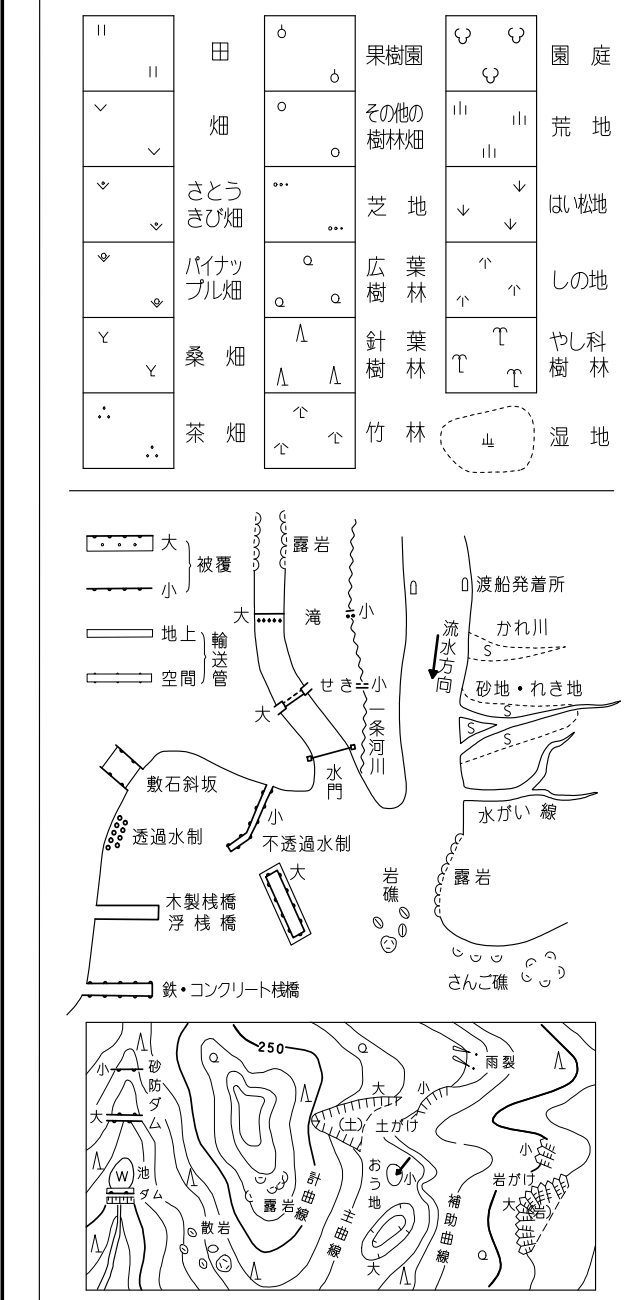 田
果樹園
園庭
畑
その他の
樹林畑
荒地
さとう
きび畑
芝地
はい松地
パイナッ
プル畑
広葉
樹林
しの地
桑畑
針葉
樹林
やし科
樹林
茶畑
竹林
湿地
大
小
被覆
地上
空間
輸送管
露岩
大
滝
小
せき
小
大
一条河川
水門
流水方向
渡船発着所
かれ川
S
砂地・れき地
S
S
S
水がい線
露岩
さんご礁
岩礁
敷石斜坂
透過水制
小
不透過水制
大
木製桟橋
浮桟橋
鉄・コンクリート桟橋
250
小
大
砂防ダム
W
池
ダム
散岩
露岩
計曲線
主曲線
補助曲線
大
小
(土)
土がけ
雨裂
おう地
小
大
小
岩がけ
大
(岩)